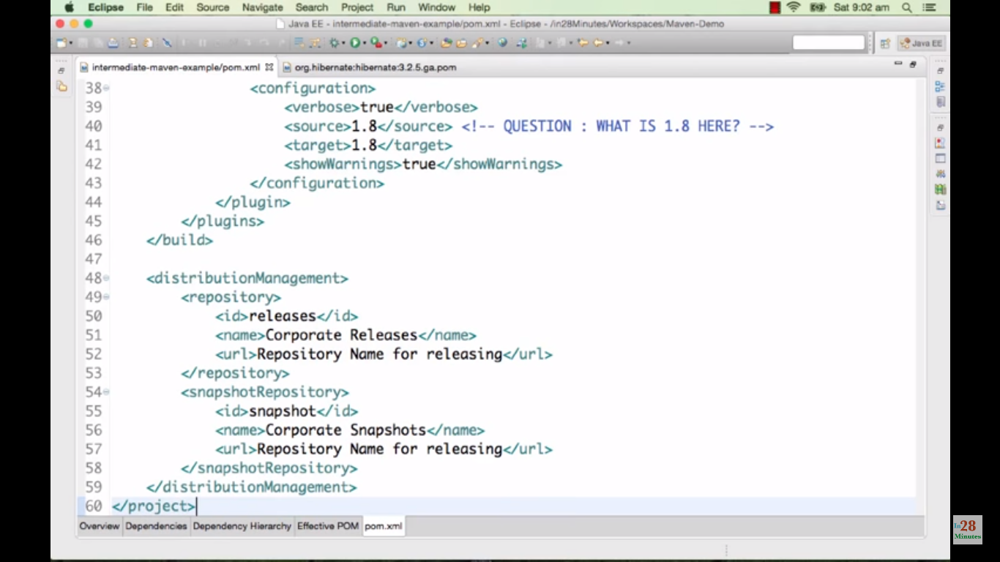 Eclipse File Edit Source Navigate Search Project Run Window Help Sat 9:02 am
Java EE - intermediate-maven-example/pom.xml - Eclipse - /in28Minutes/Workspaces/Maven-Demo
Java EE
intermediate-maven-example/pom.xml org.hibernate:hibernate:3.2.5.ga.pom
38 <configuration>
39 <verbose>true</verbose>
40 <source>1.8</source> <!-- QUESTION : WHAT IS 1.8 HERE? -->
41 <target>1.8</target>
42 <showWarnings>true</showWarnings>
43 </configuration>
44 </plugin>
45 </plugins>
46 </build>
47
48 <distributionManagement>
49 <repository>
50 <id>releases</id>
51 <name>Corporate Releases</name>
52 <url>Repository Name for releasing</url>
53 </repository>
54 <snapshotRepository>
55 <id>snapshot</id>
56 <name>Corporate Snapshots</name>
57 <url>Repository Name for releasing</url>
58 </snapshotRepository>
59 </distributionManagement>
60 </project>
Overview Dependencies Dependency Hierarchy Effective POM pom.xml
In28
Minutes